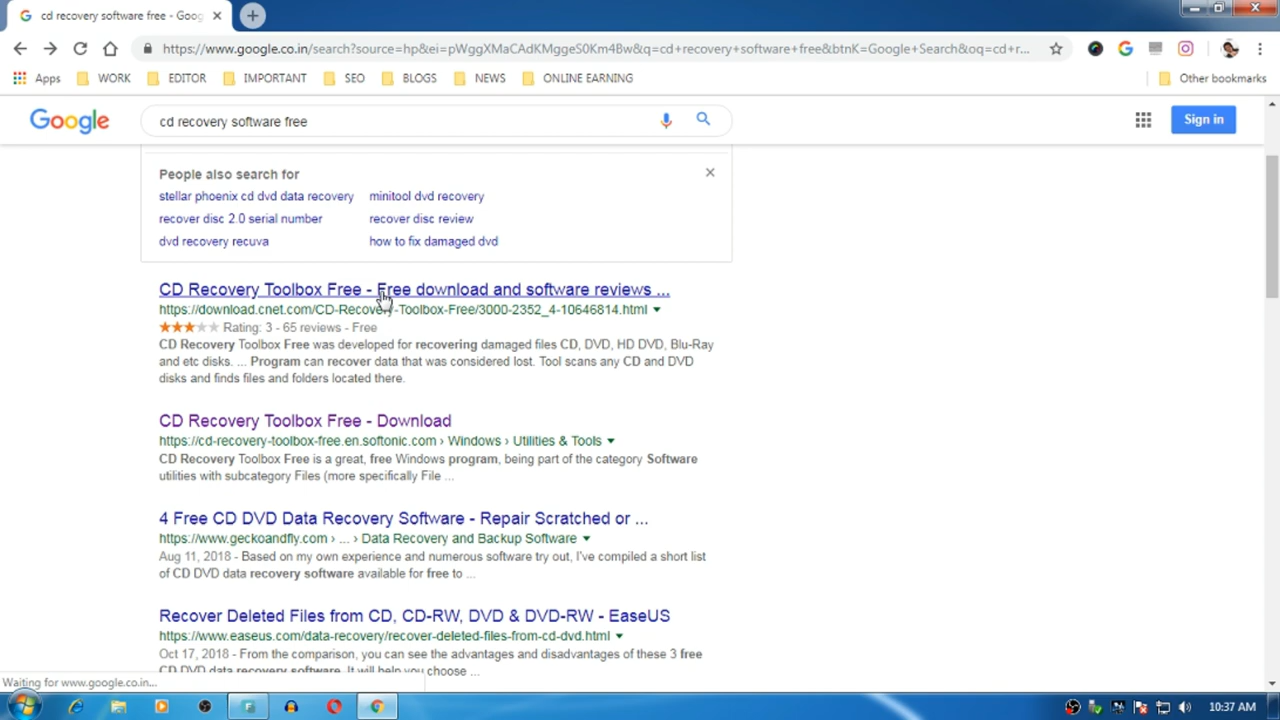 cd recovery software free - Goog
https://www.google.co.in/search?source=hp&ei=pWggXMaCAdKMggeS0Km4Bw&q=cd+recovery+software+free&btnK=Google+Search&oq=cd+r...
Apps WORK EDITOR IMPORTANT SEO BLOGS NEWS ONLINE EARNING Other bookmarks
Google cd recovery software free Sign in
People also search for
stellar phoenix cd dvd data recovery minitool dvd recovery
recover disc 2.0 serial number recover disc review
dvd recovery recuva how to fix damaged dvd
CD Recovery Toolbox Free - Free download and software reviews ...
https://download.cnet.com/CD-Recovery-Toolbox-Free/3000-2352_4-10646814.html
Rating: 3 - 65 reviews - Free
CD Recovery Toolbox Free was developed for recovering damaged files CD, DVD, HD DVD, Blu-Ray
and etc disks. ... Program can recover data that was considered lost. Tool scans any CD and DVD
disks and finds files and folders located there.
CD Recovery Toolbox Free - Download
https://cd-recovery-toolbox-free.en.softonic.com › Windows › Utilities & Tools
CD Recovery Toolbox Free is a great, free Windows program, being part of the category Software
utilities with subcategory Files (more specifically File ...
4 Free CD DVD Data Recovery Software - Repair Scratched or ...
https://www.geckoandfly.com › ... › Data Recovery and Backup Software
Aug 11, 2018 - Based on my own experience and numerous software try out, I've compiled a short list
of CD DVD data recovery software available for free to ...
Recover Deleted Files from CD, CD-RW, DVD & DVD-RW - EaseUS
https://www.easeus.com/data-recovery/recover-deleted-files-from-cd-dvd.html
Oct 17, 2018 - From the comparison, you can see the advantages and disadvantages of these 3 free
CD DVD data recovery software. It will help you choose ...
Waiting for www.google.co.in...
10:37 AM